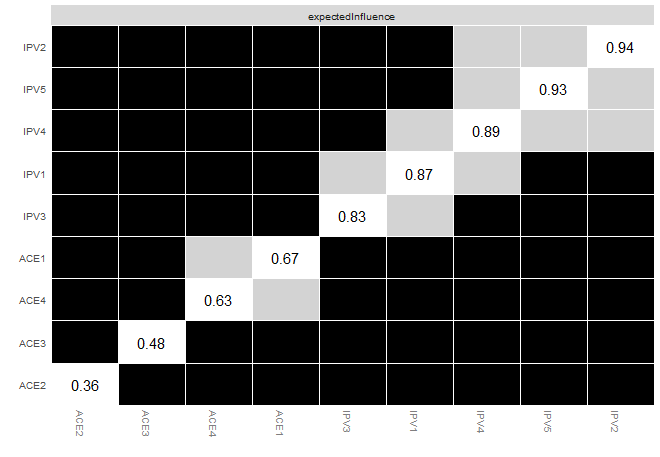 expectedInfluence
IPV2 0.94
IPV5 0.93
IPV4 0.89
IPV1 0.87
IPV3 0.83
ACE1 0.67
ACE4 0.63
ACE3 0.48
ACE2 0.36
ACE2 ACE3 ACE4 ACE1 IPV3 IPV1 IPV4 IPV5 IPV2